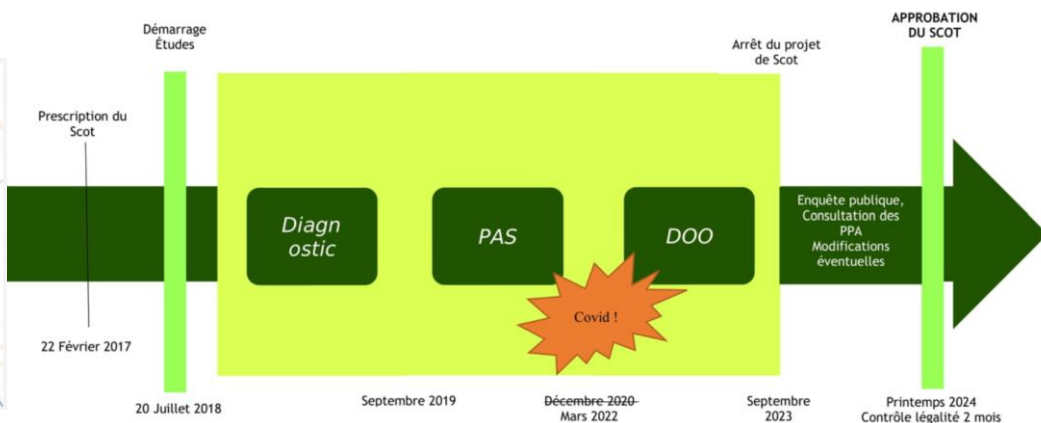 Démarrage
Études
APPROBATION
DU SCOT
Arrêt du projet
de Scot
Prescription du
Scot
Diagn
ostic
PAS
DOO
Enquête publique,
Consultation des
PPA
Modifications
éventuelles
Covid !
22 Février 2017
20 Juillet 2018
Septembre 2019
Décembre 2020
Mars 2022
Septembre
2023
Printemps 2024
Contrôle légalité 2 mois